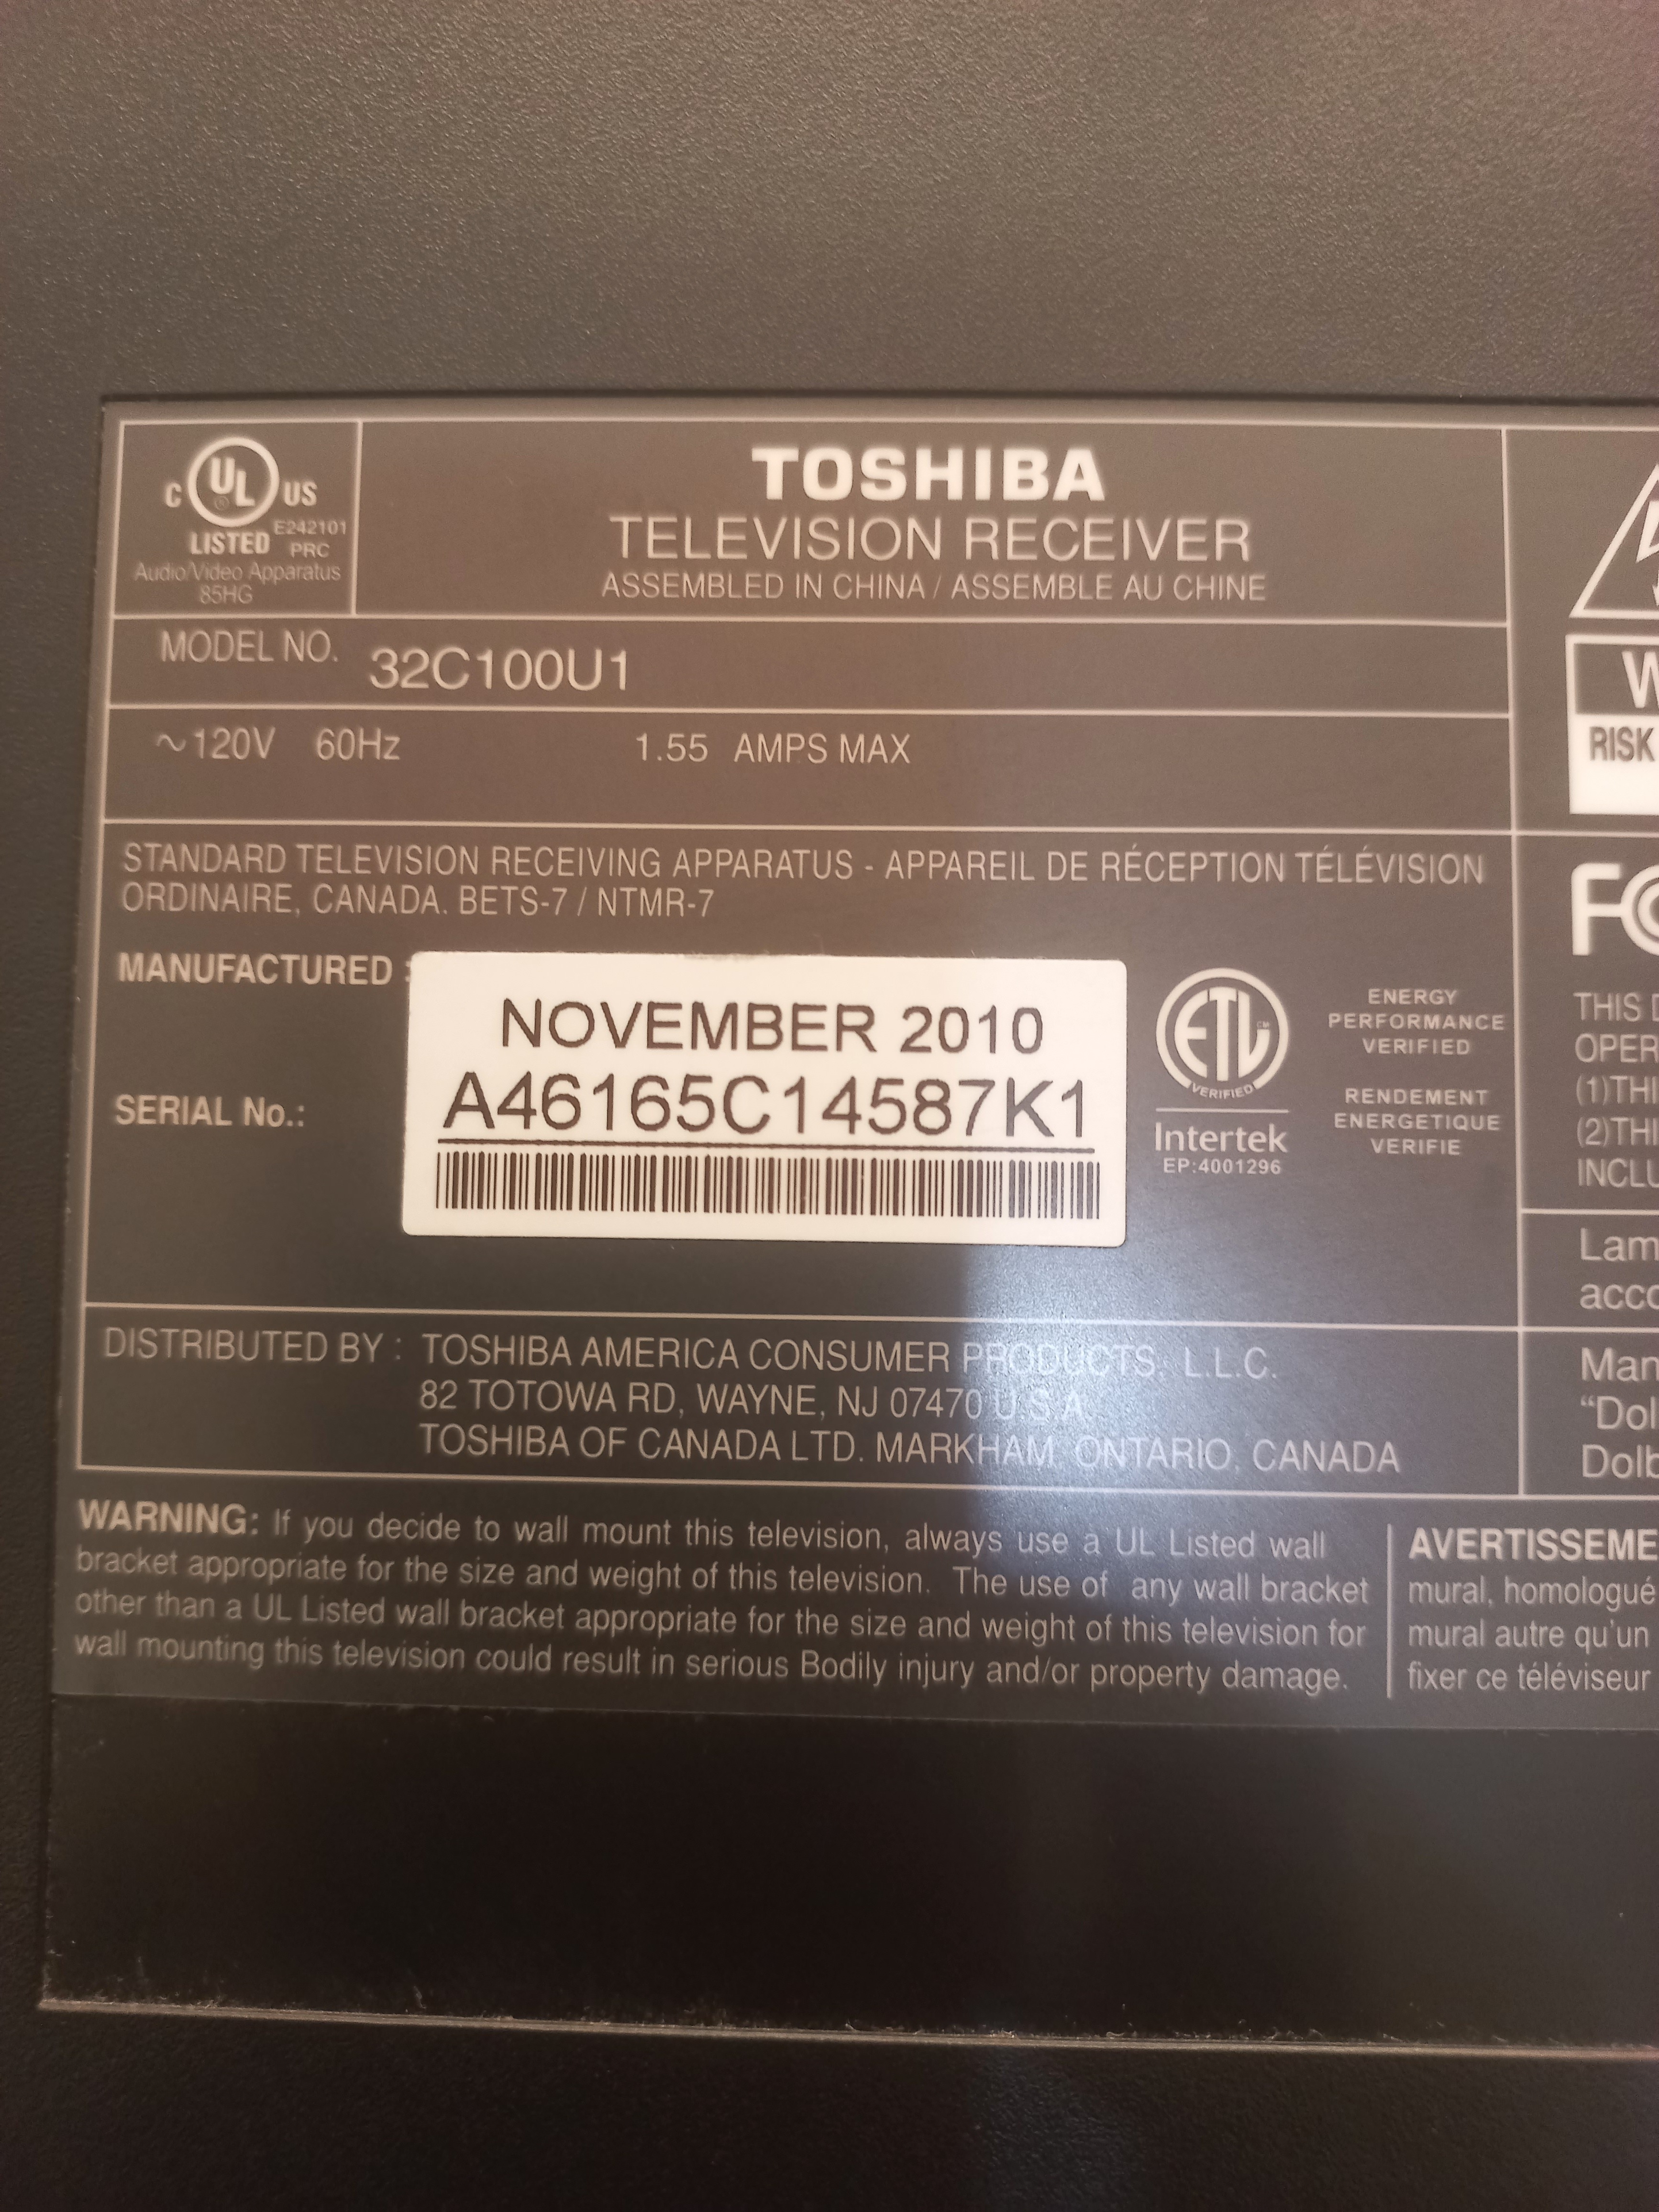 C UL US
®
LISTED E242101
PRC
Audio/Video Apparatus
85HG
TOSHIBA
TELEVISION RECEIVER
ASSEMBLED IN CHINA / ASSEMBLE AU CHINE
MODEL NO. 32C100U1
~120V 60Hz 1.55 AMPS MAX
STANDARD TELEVISION RECEIVING APPARATUS - APPAREIL DE RÉCEPTION TÉLÉVISION
ORDINAIRE, CANADA. BETS-7 / NTMR-7
MANUFACTURED :
NOVEMBER 2010
SERIAL No.:
A46165C14587K1
ETL CM
VERIFIED
Intertek
EP:4001296
ENERGY
PERFORMANCE
VERIFIED
RENDEMENT
ENERGETIQUE
VERIFIE
DISTRIBUTED BY : TOSHIBA AMERICA CONSUMER PRODUCTS, L.L.C.
82 TOTOWA RD, WAYNE, NJ 07470 U.S.A.
TOSHIBA OF CANADA LTD. MARKHAM, ONTARIO, CANADA
WARNING: If you decide to wall mount this television, always use a UL Listed wall
bracket appropriate for the size and weight of this television. The use of any wall bracket
other than a UL Listed wall bracket appropriate for the size and weight of this television for
wall mounting this television could result in serious Bodily injury and/or property damage.
W
RISK
FC
THIS D
OPER
(1)THI
(2)THI
INCLU
Lam
acco
Man
“Dol
Dolb
AVERTISSEME
mural, homologué
mural autre qu'un
fixer ce téléviseur